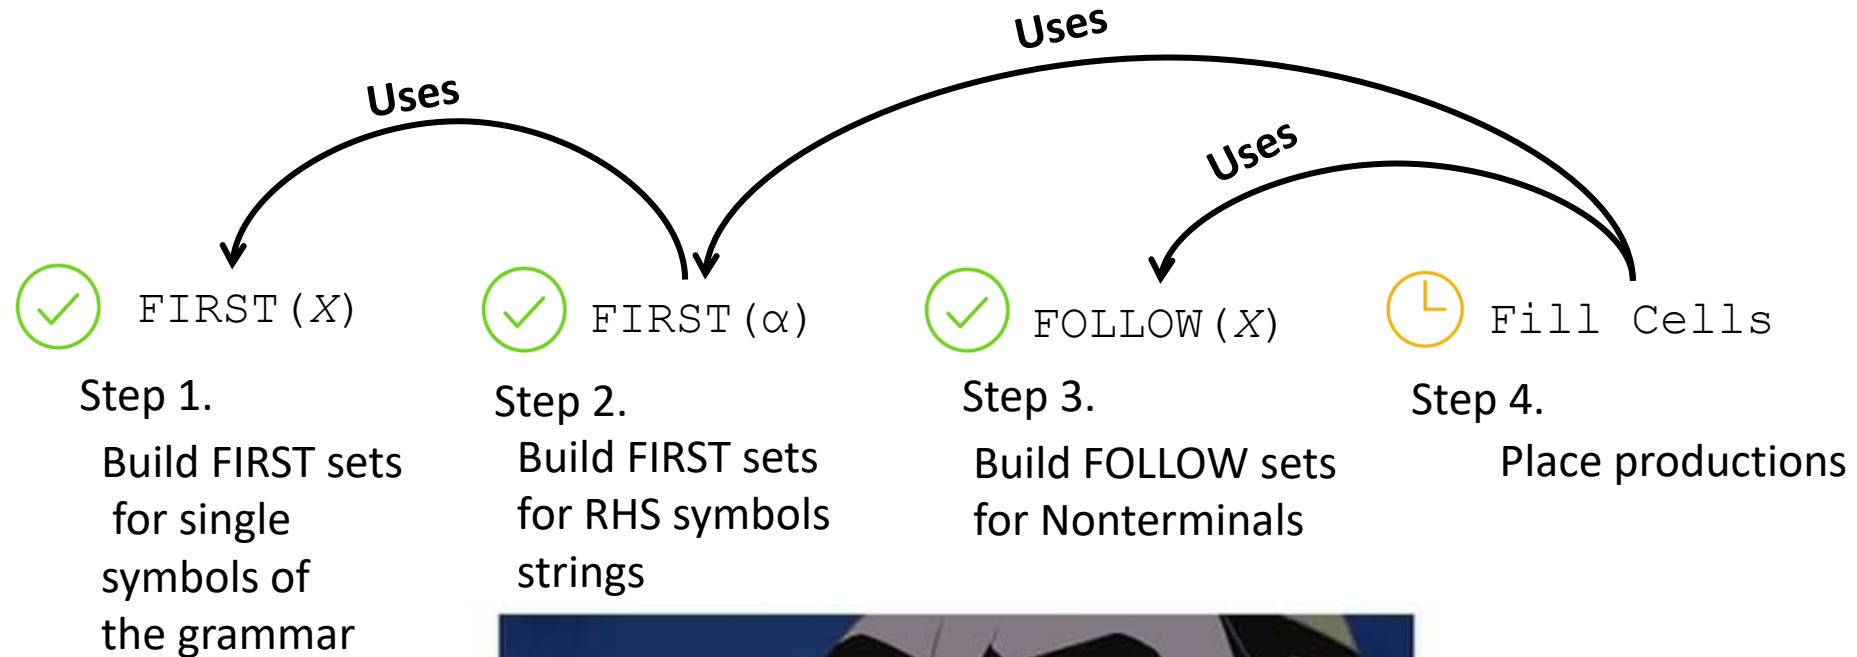 Uses
Uses
Uses
FIRST(X)
FIRST(α)
FOLLOW(X)
Fill Cells
Step 1.
Build FIRST sets
for single
symbols of
the grammar
Step 2.
Build FIRST sets
for RHS symbols
strings
Step 3.
Build FOLLOW sets
for Nonterminals
Step 4.
Place productions